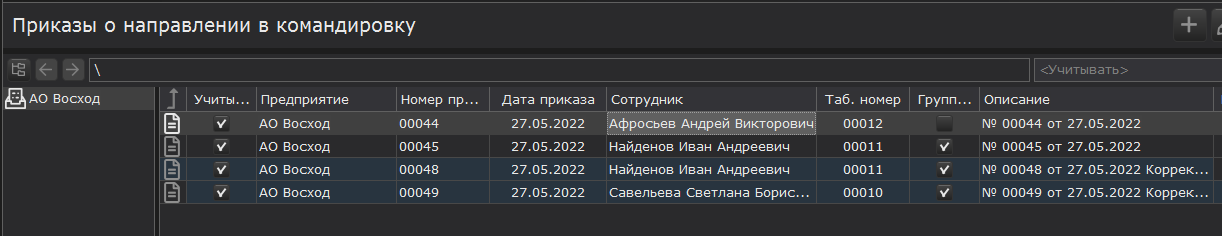 Приказы о направлении в командировку
\
<Учитывать>
АО Восход
Учиты... Предприятие Номер пр... Дата приказа Сотрудник Таб. номер Групп... Описание
АО Восход 00044 27.05.2022 Афросьев Андрей Викторович 00012 № 00044 от 27.05.2022
АО Восход 00045 27.05.2022 Найденов Иван Андреевич 00011 № 00045 от 27.05.2022
АО Восход 00048 27.05.2022 Найденов Иван Андреевич 00011 № 00048 от 27.05.2022 Коррек...
АО Восход 00049 27.05.2022 Савельева Светлана Борис... 00010 № 00049 от 27.05.2022 Коррек...